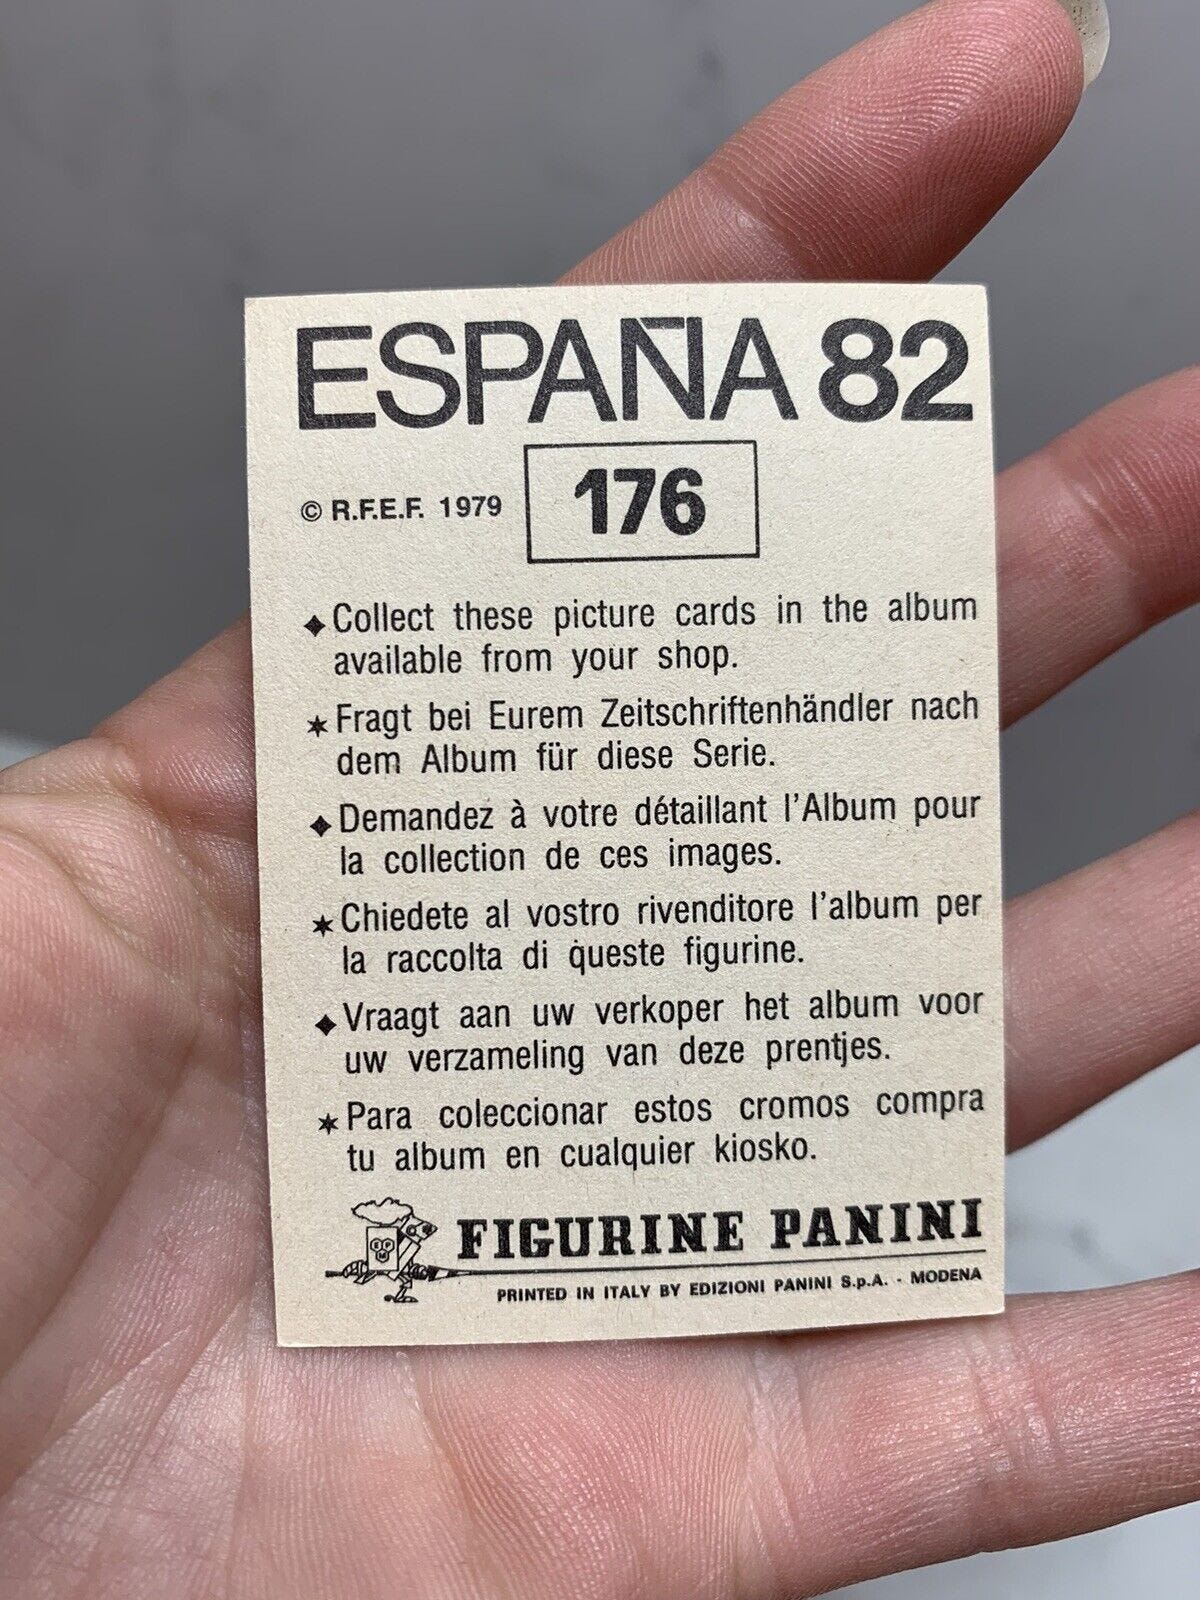 ESPAÑA 82
© R.F.E.F. 1979
176
Collect these picture cards in the album
available from your shop.
Fragt bei Eurem Zeitschriftenhändler nach
dem Album für diese Serie.
Demandez à votre détaillant l'Album pour
la collection de ces images.
Chiedete al vostro rivenditore l'album per
la raccolta di queste figurine.
Vraagt aan uw verkoper het album voor
uw verzameling van deze prentjes.
Para coleccionar estos cromos compra
tu album en cualquier kiosko.
FIGURINE PANINI
PRINTED IN ITALY BY EDIZIONI PANINI S.p.A. - MODENA